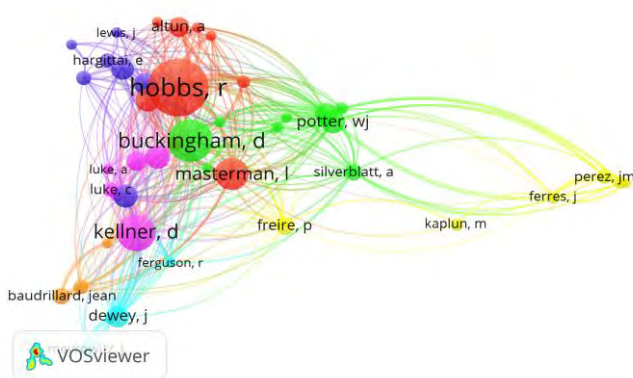 lewis, j
altun, a
hargittai, e
hobbs, r
potter, wj
buckingham, d
luke, a
masterman, l
silverblatt, a
perez, jm
luke, c
ferres, j
kellner, d
freire, p
kaplun, m
ferguson, r
baudrillard, jean
dewey, j
VOSviewer